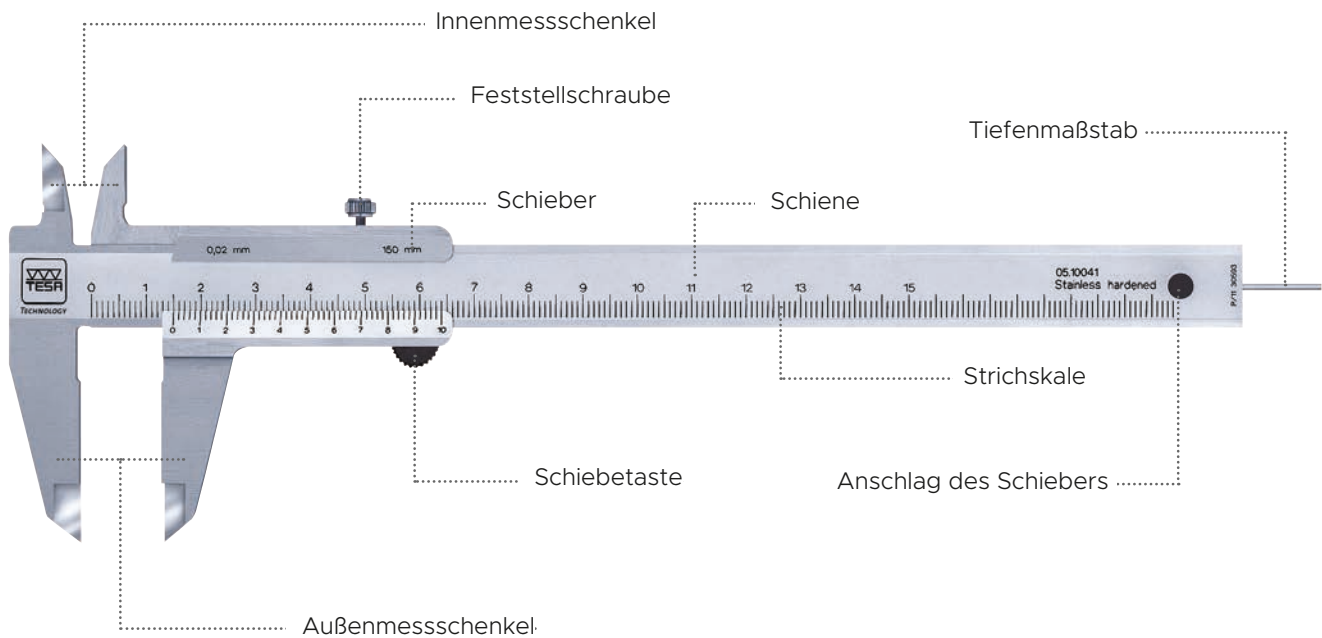 Innenmessschenkel
Feststellschraube
Tiefenmaßstab
Schieber
Schiene
0,02 mm 150 mm
TESA
TECHNOLOGY
0 1 2 3 4 5 6 7 8 9 10 11 12 13 14 15
05.10041
Stainless hardened
0 1 2 3 4 5 6 7 8 9 10
Strichskale
Schiebetaste
Anschlag des Schiebers
Außenmessschenkel